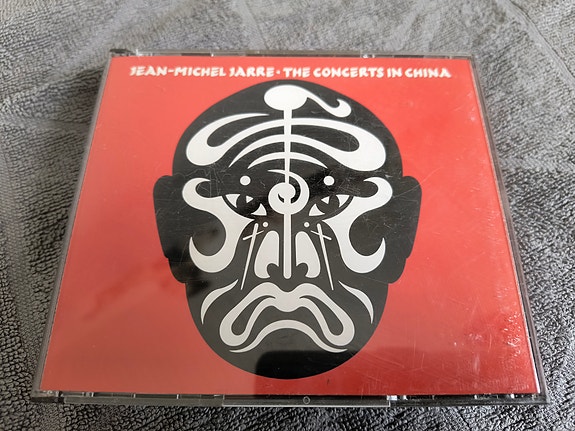 JEAN-MICHEL JARRE · THE CONCERTS IN CHINA